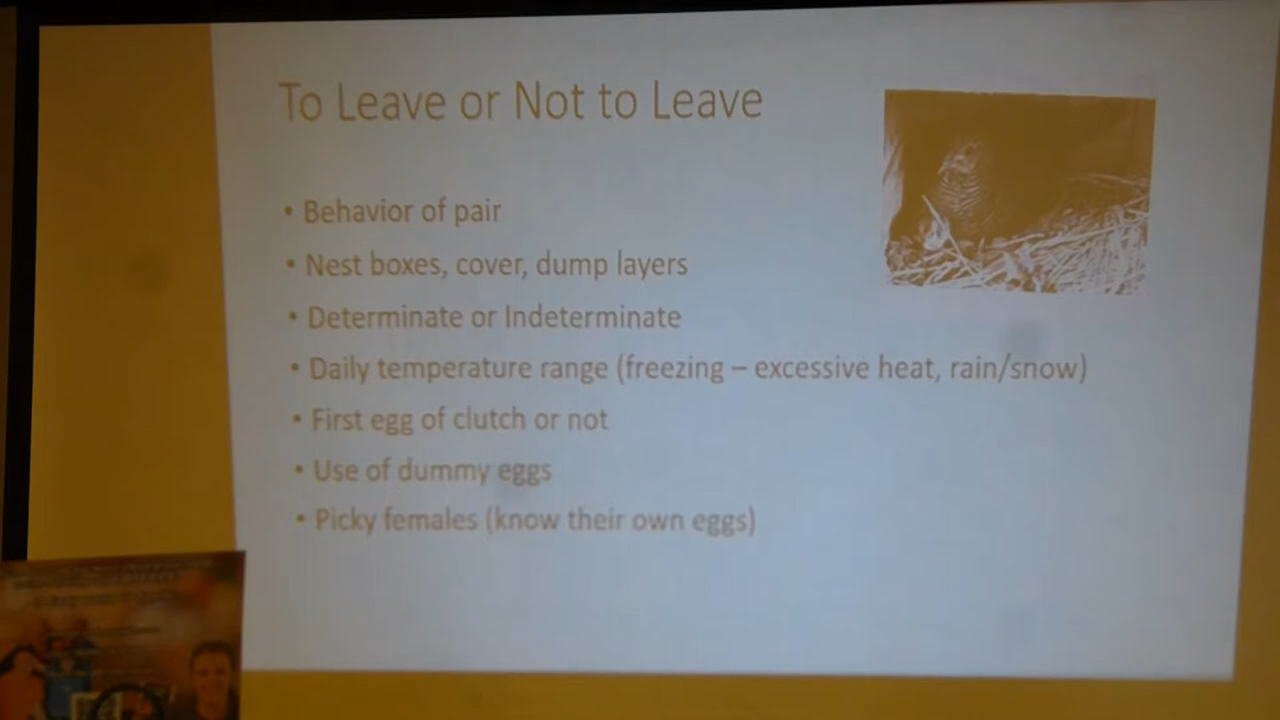 To Leave or Not to Leave
• Behavior of pair
• Nest boxes, cover, dump layers
• Determinate or Indeterminate
• Daily temperature range (freezing – excessive heat, rain/snow)
• First egg of clutch or not
• Use of dummy eggs
• Picky females (know their own eggs)